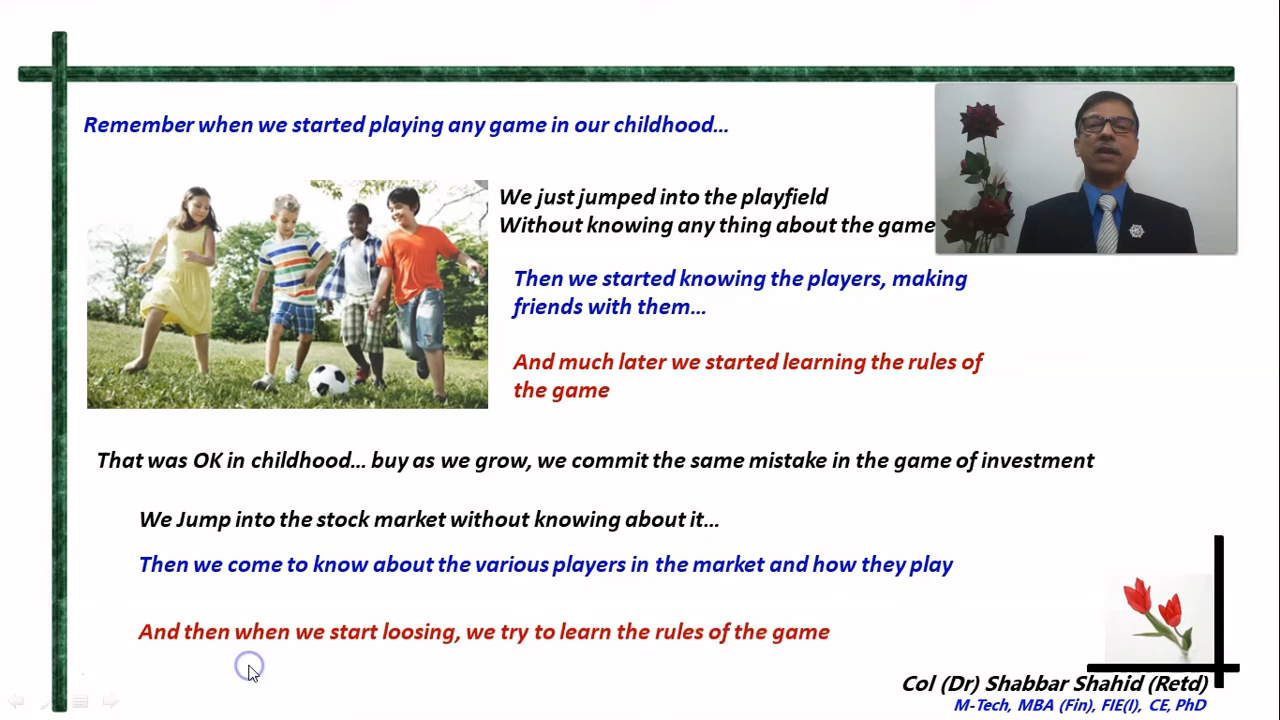 Remember when we started playing any game in our childhood...
We just jumped into the playfield
Without knowing any thing about the game
Then we started knowing the players, making
friends with them...
And much later we started learning the rules of
the game
That was OK in childhood... buy as we grow, we commit the same mistake in the game of investment
We Jump into the stock market without knowing about it...
Then we come to know about the various players in the market and how they play
And then when we start loosing, we try to learn the rules of the game
Col (Dr) Shabbar Shahid (Retd)
M-Tech, MBA (Fin), FIE(I), CE, PhD